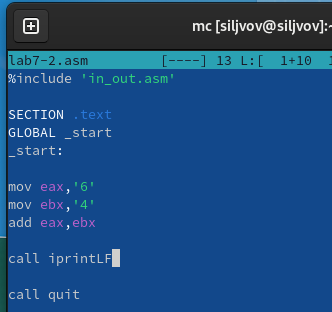 mc [siljvov@siljvov]:~
lab7-2.asm [----] 13 L:[ 1+10 1
%include 'in_out.asm'
SECTION .text
GLOBAL _start
_start:
mov eax,'6'
mov ebx,'4'
add eax,ebx
call iprintLF
call quit